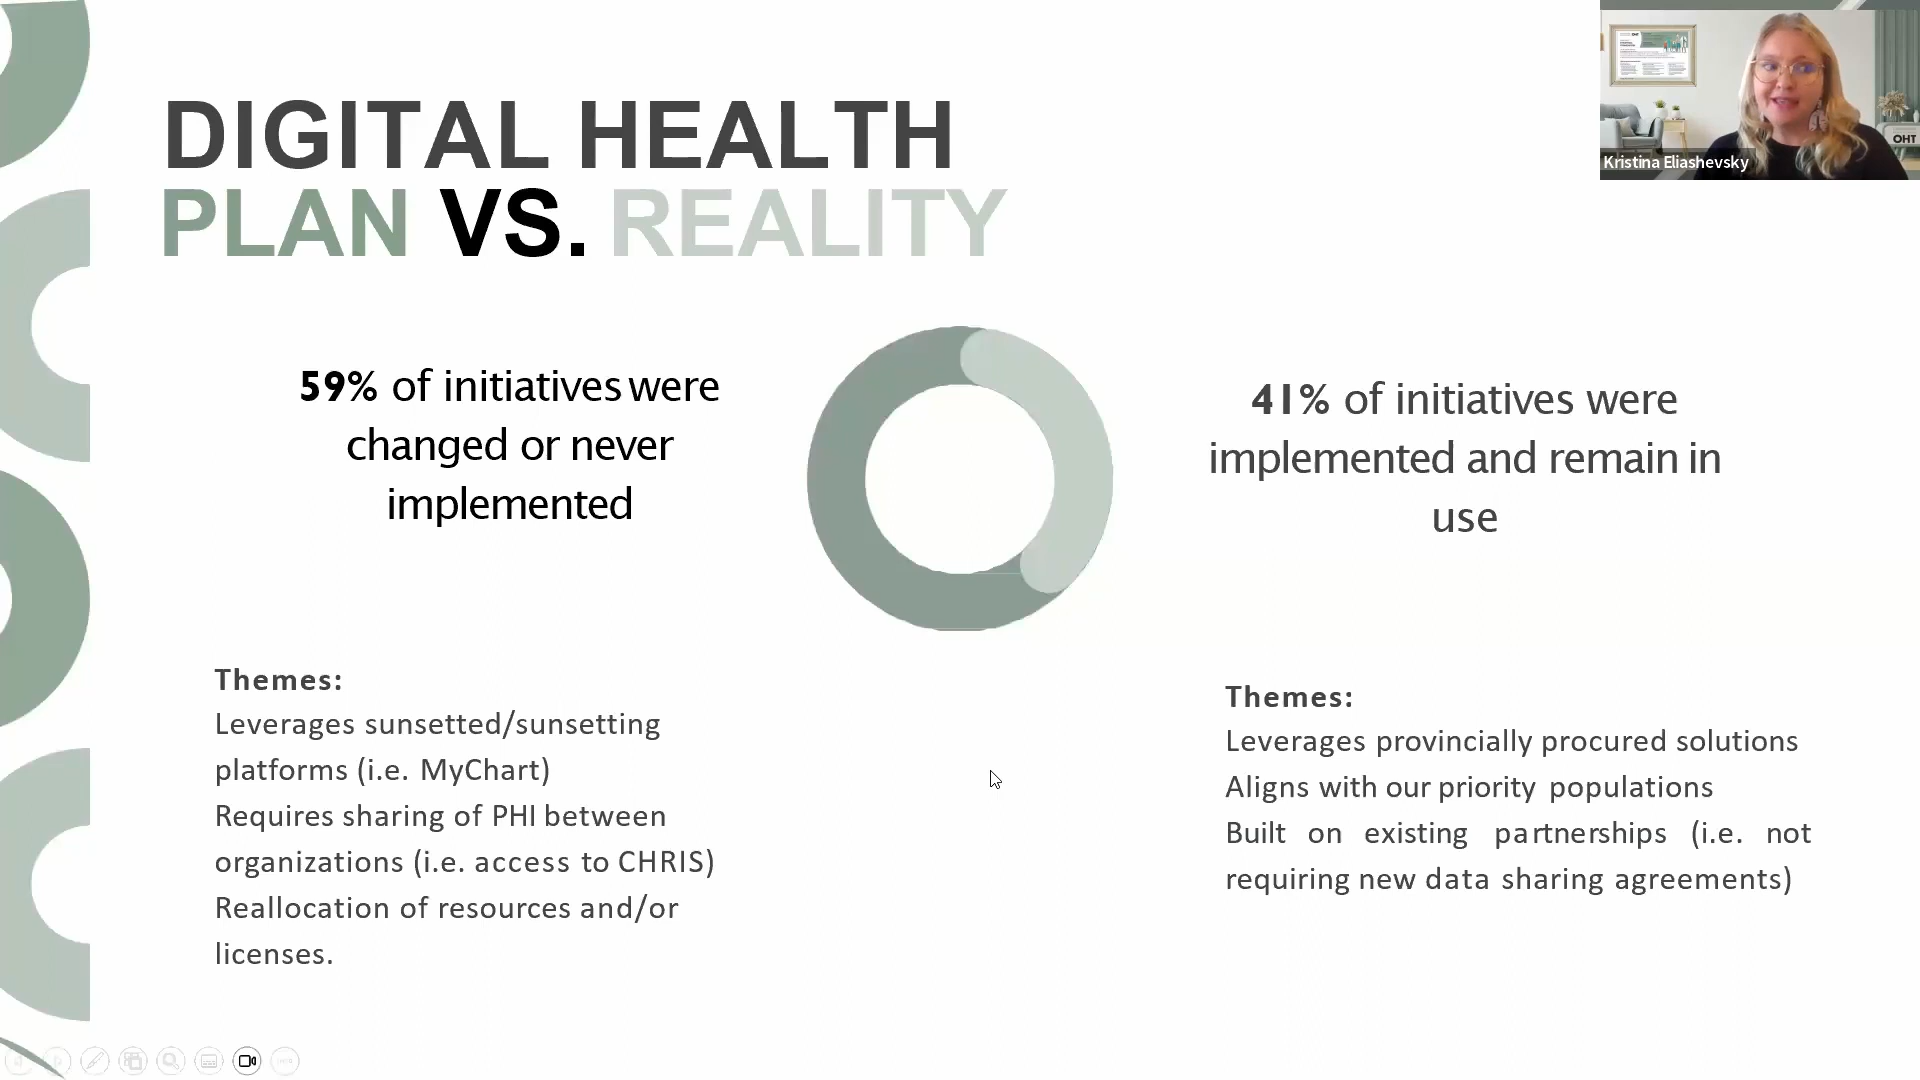 DIGITAL HEALTH
PLAN VS. REALITY
59% of initiatives were
changed or never
implemented
41% of initiatives were
implemented and remain in
use
Themes:
Leverages sunsetted/sunsetting
platforms (i.e. MyChart)
Requires sharing of PHI between
organizations (i.e. access to CHRIS)
Reallocation of resources and/or
licenses.
Themes:
Leverages provincially procured solutions
Aligns with our priority populations
Built on existing partnerships (i.e. not
requiring new data sharing agreements)
Kristina Eliashevsky
OHT